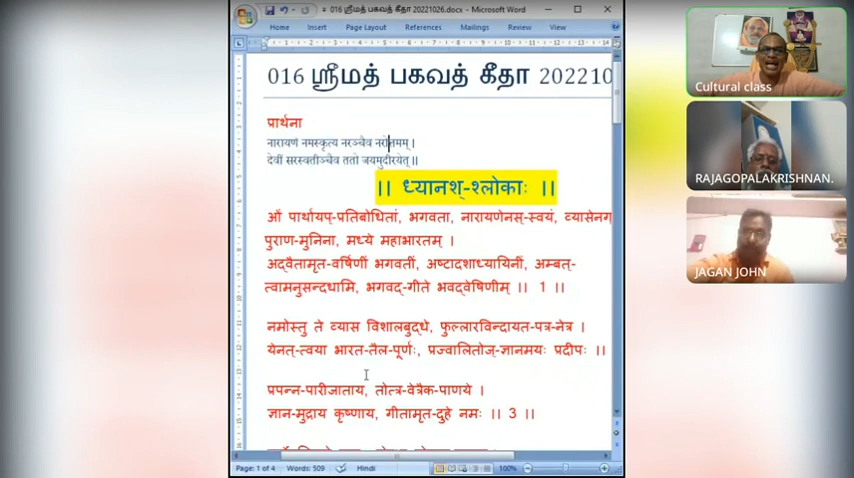 016 ஸ்ரீமத் பகவத் கீதா 20221026.docx - Microsoft Word
Home Insert Page Layout References Mailings Review View
016 ஸ்ரீமத் பகவத் கீதா 202210
प्रार्थना
नारायणं नमस्कृत्य नरञ्चैव नरोत्तमम् ।
देवीं सरस्वतीञ्चैव ततो जयमुदीरयेत् ॥
।। ध्यानश्-श्लोकाः ।।
ओं पार्थायप्-प्रतिबोधितां, भगवता, नारायणेनस्-स्वयं, व्यासेनग्
पुराण-मुनिना, मध्ये महाभारतम् ।
अद्वैतामृत-वर्षिणीं भगवतीं, अष्टादशाध्यायिनीं, अम्बत्-
त्वामनुसन्दधामि, भगवद्-गीते भवद्वेषिणीम् ।। 1 ।।
नमोस्तु ते व्यास विशालबुद्धे, फुल्लारविन्दायत-पत्र-नेत्र ।
येनत्-त्वया भारत-तैल-पूर्णः, प्रज्वालितोज्-ज्ञानमयः प्रदीपः ।।
प्रपन्न-पारीजाताय, तोत्त्र-वेत्रैक-पाणये ।
ज्ञान-मुद्राय कृष्णाय, गीतामृत-दुहे नमः ।। 3 ।।
Page: 1 of 4 Words: 509 Hindi 100%
Cultural class
RAJAGOPALAKRISHNAN.
JAGAN JOHN